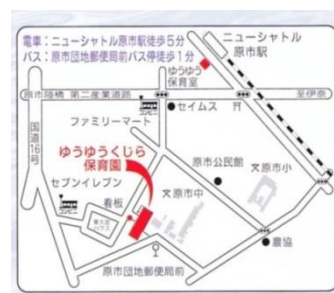 電車：ニューシャトル原市駅徒歩5分
バス：原市団地郵便局前バス停徒歩1分
ニューシャトル
原市駅
ゆうゆう
保育室
原市陸橋 第二産業道路
至伊奈
セイムス
ファミリーマート
国道16号
ゆうゆうくじら
保育園
原市公民館
文原市小
セブンイレブン
文原市中
看板
農協
原市団地郵便局前